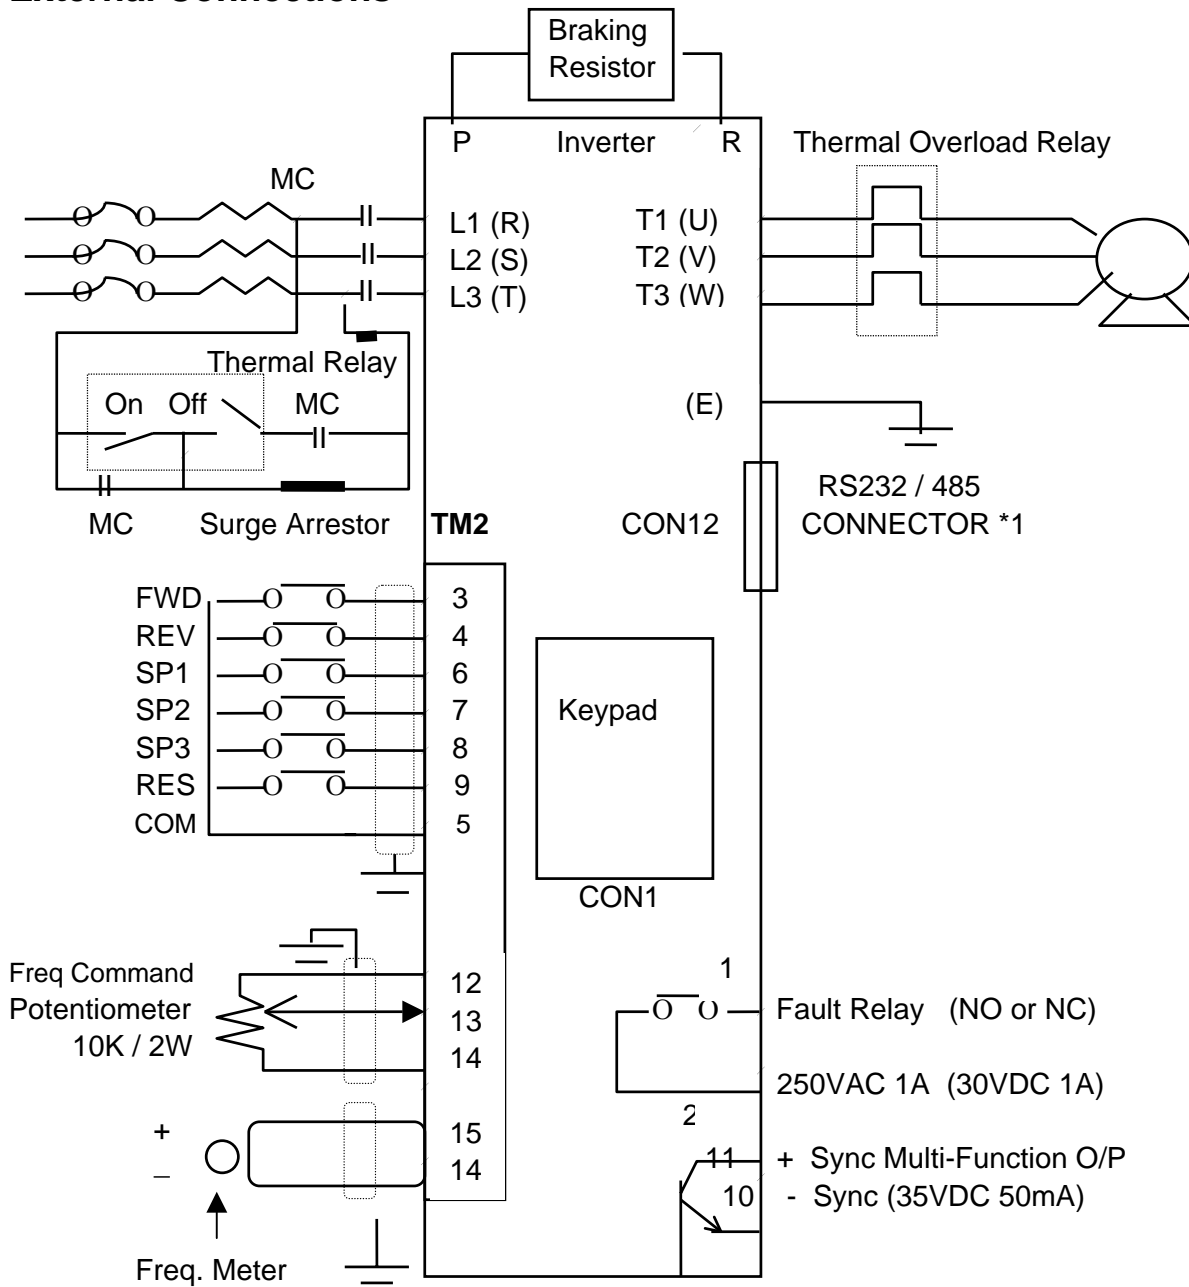 External Connections
Braking
Resistor
P Inverter R
Thermal Overload Relay
MC
L1 (R) T1 (U)
L2 (S) T2 (V)
L3 (T) T3 (W)
Thermal Relay
On Off MC
(E)
MC Surge Arrestor TM2
CON12
RS232 / 485
CONNECTOR *1
FWD 3
REV 4
SP1 6
SP2 7
SP3 8
RES 9
COM 5
Keypad
CON1
Freq Command
Potentiometer
10K / 2W
12
13
14
1
Fault Relay (NO or NC)
250VAC 1A (30VDC 1A)
2
+ 15
– 14
Freq. Meter
11 + Sync Multi-Function O/P
10 - Sync (35VDC 50mA)